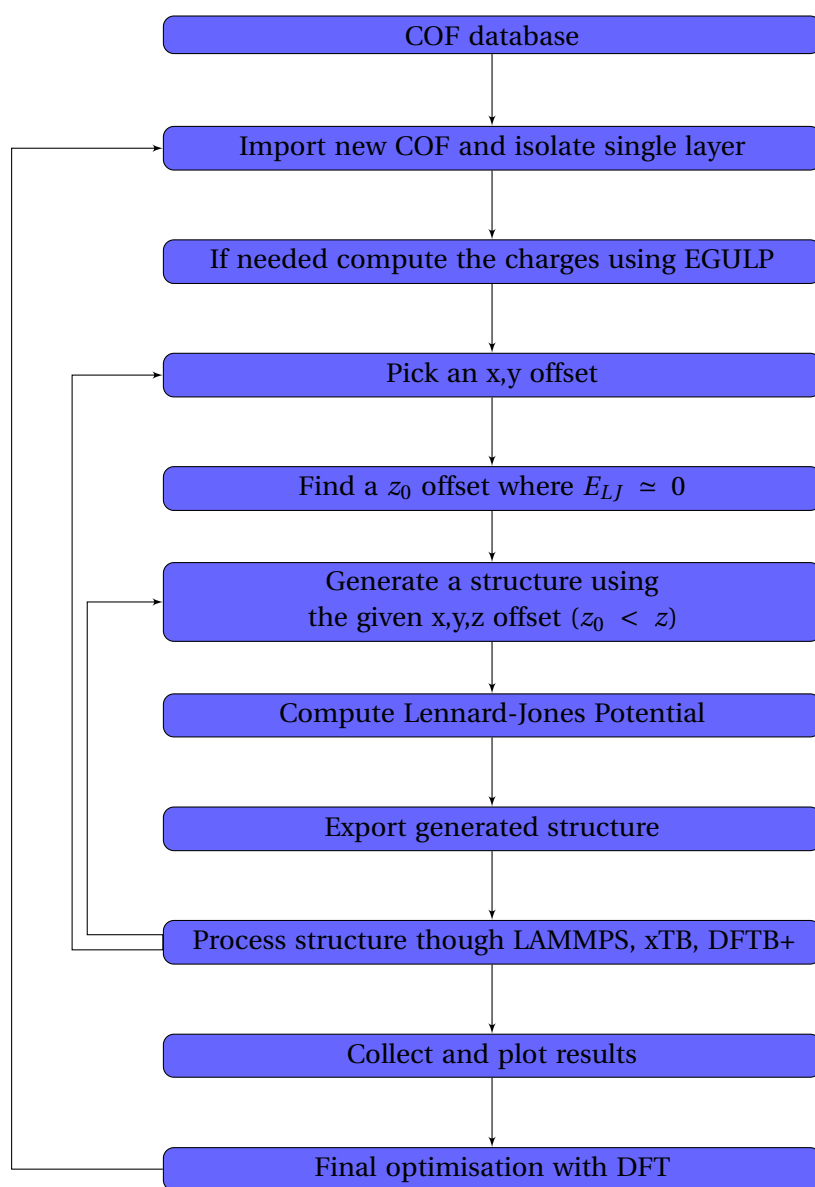 COF database
Import new COF and isolate single layer
If needed compute the charges using EGULP
Pick an x,y offset
Find a z₀ offset where E_LJ ≃ 0
Generate a structure using
the given x,y,z offset (z₀ < z)
Compute Lennard-Jones Potential
Export generated structure
Process structure though LAMMPS, xTB, DFTB+
Collect and plot results
Final optimisation with DFT